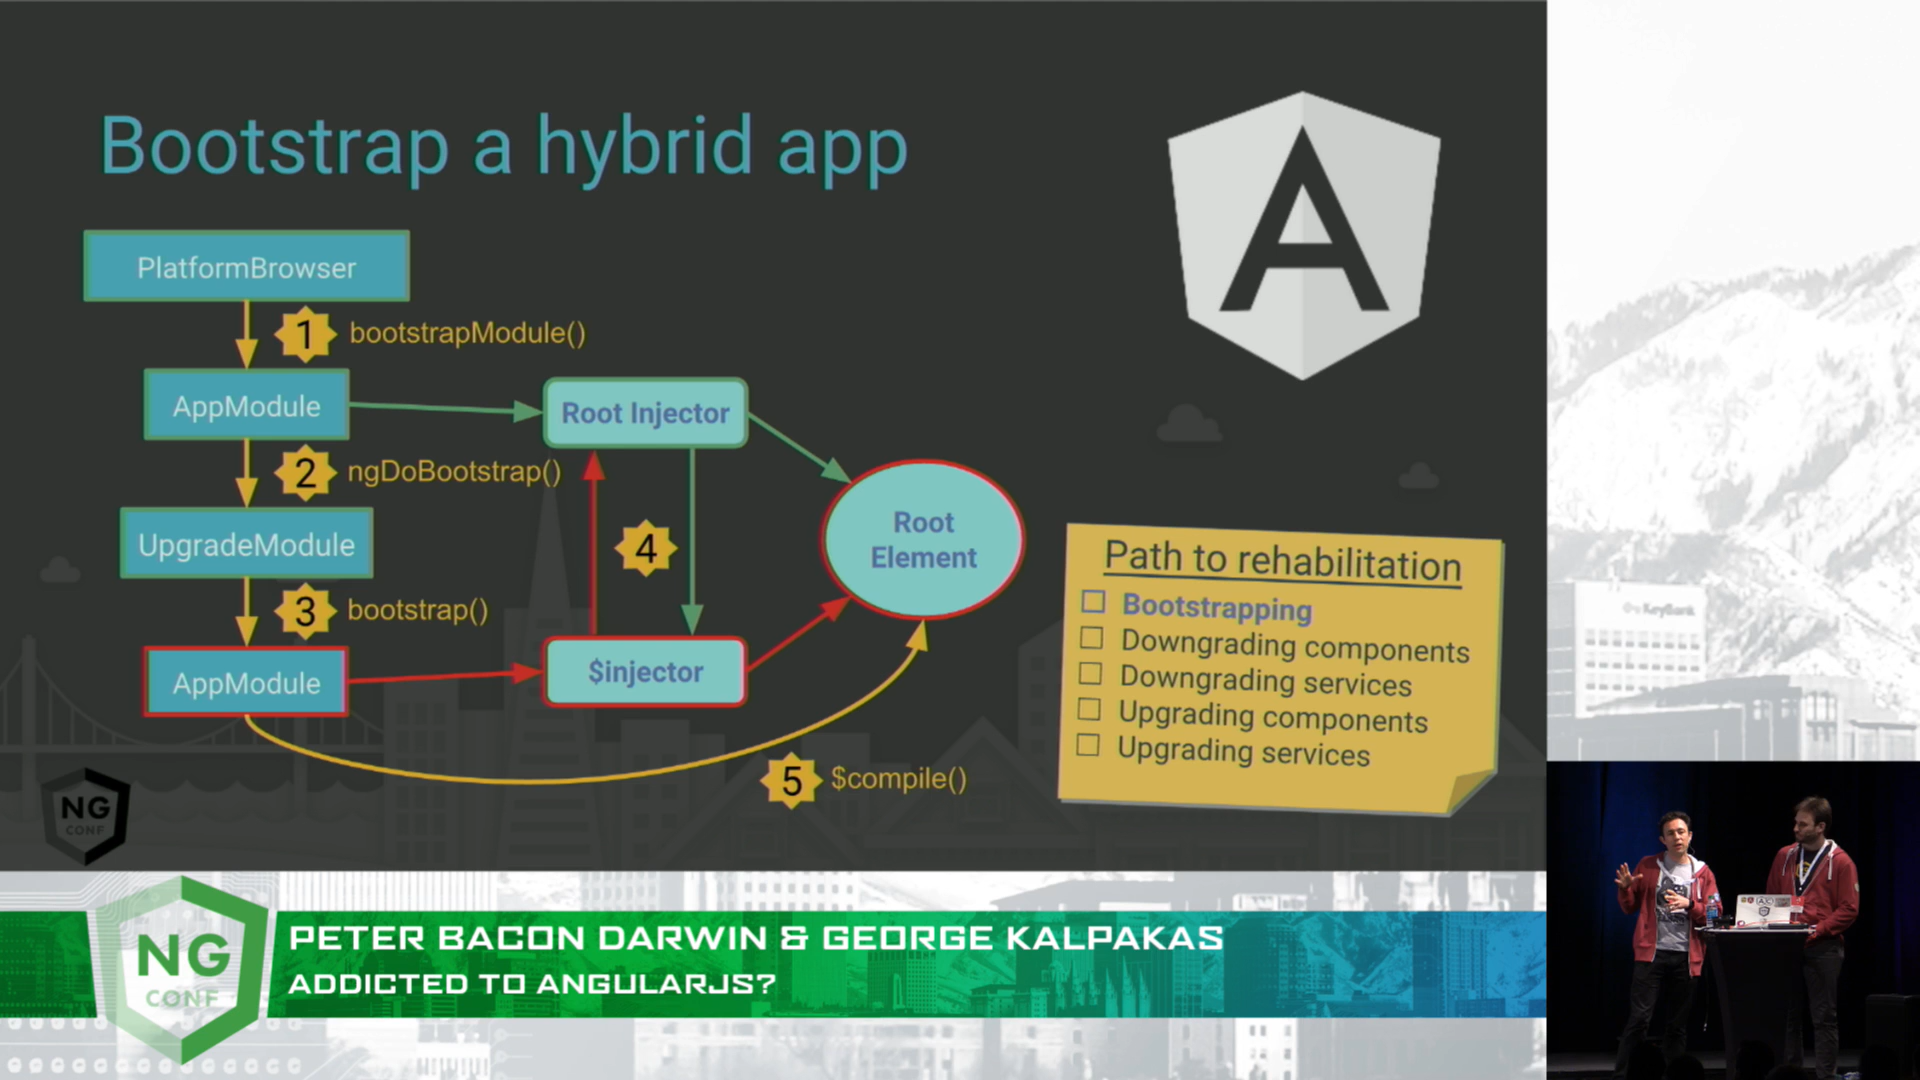 Bootstrap a hybrid app
PlatformBrowser
1 bootstrapModule()
AppModule
Root Injector
2 ngDoBootstrap()
UpgradeModule
4
Root
Element
3 bootstrap()
AppModule
$injector
5 $compile()
Path to rehabilitation
Bootstrapping
Downgrading components
Downgrading services
Upgrading components
Upgrading services
NG
CONF
KeyBank
NG
CONF
PETER BACON DARWIN & GEORGE KALPAKAS
ADDICTED TO ANGULARJS?